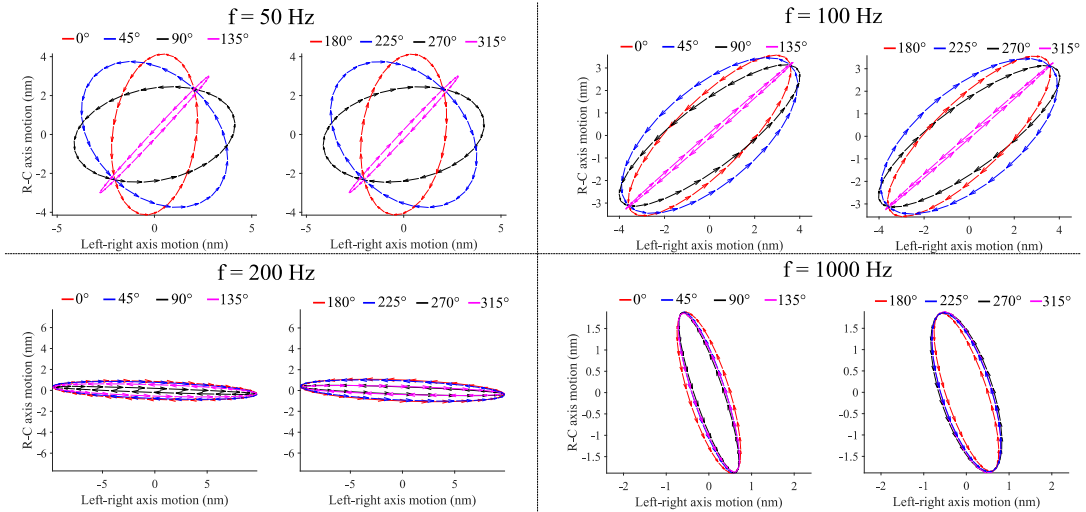 f = 50 Hz
0° 45° 90° 135°
180° 225° 270° 315°
R-C axis motion (nm)
4
2
0
-2
-4
-5 0 5
Left-right axis motion (nm)
4
2
0
-2
-4
-5 0 5
Left-right axis motion (nm)
f = 100 Hz
0° 45° 90° 135°
180° 225° 270° 315°
R-C axis motion (nm)
3
2
1
0
-1
-2
-3
-4 -2 0 2 4
Left-right axis motion (nm)
3
2
1
0
-1
-2
-3
-4 -2 0 2 4
Left-right axis motion (nm)
f = 200 Hz
0° 45° 90° 135°
180° 225° 270° 315°
R-C axis motion (nm)
6
4
2
0
-2
-4
-6
-5 0 5
Left-right axis motion (nm)
6
4
2
0
-2
-4
-6
-5 0 5
Left-right axis motion (nm)
f = 1000 Hz
0° 45° 90° 135°
180° 225° 270° 315°
R-C axis motion (nm)
1.5
1
0.5
0
-0.5
-1
-1.5
-2 -1 0 1 2
Left-right axis motion (nm)
1.5
1
0.5
0
-0.5
-1
-1.5
-2 -1 0 1 2
Left-right axis motion (nm)